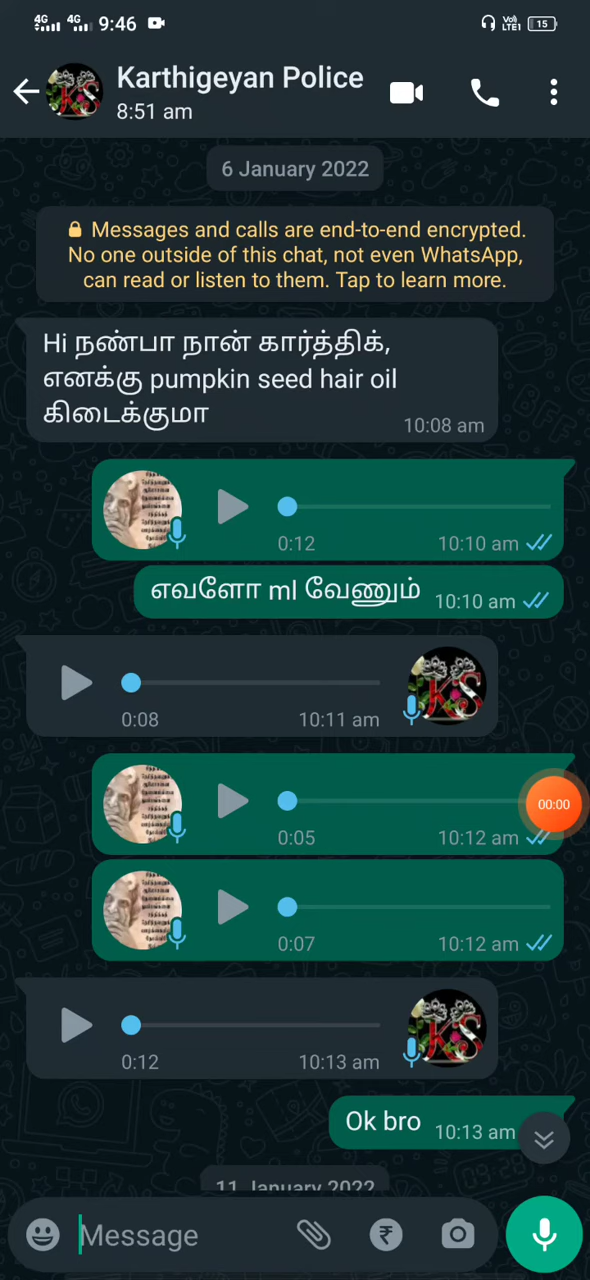 4G 4G 9:46 Vo) LTE1 15
Karthigeyan Police
8:51 am
6 January 2022
Messages and calls are end-to-end encrypted.
No one outside of this chat, not even WhatsApp,
can read or listen to them. Tap to learn more.
Hi நண்பா நான் கார்த்திக்,
எனக்கு pumpkin seed hair oil
கிடைக்குமா
10:08 am
0:12 10:10 am
எவளோ ml வேணும் 10:10 am
0:08 10:11 am
00:00
0:05 10:12 am
0:07 10:12 am
0:12 10:13 am
Ok bro 10:13 am
11 January 2022
Message